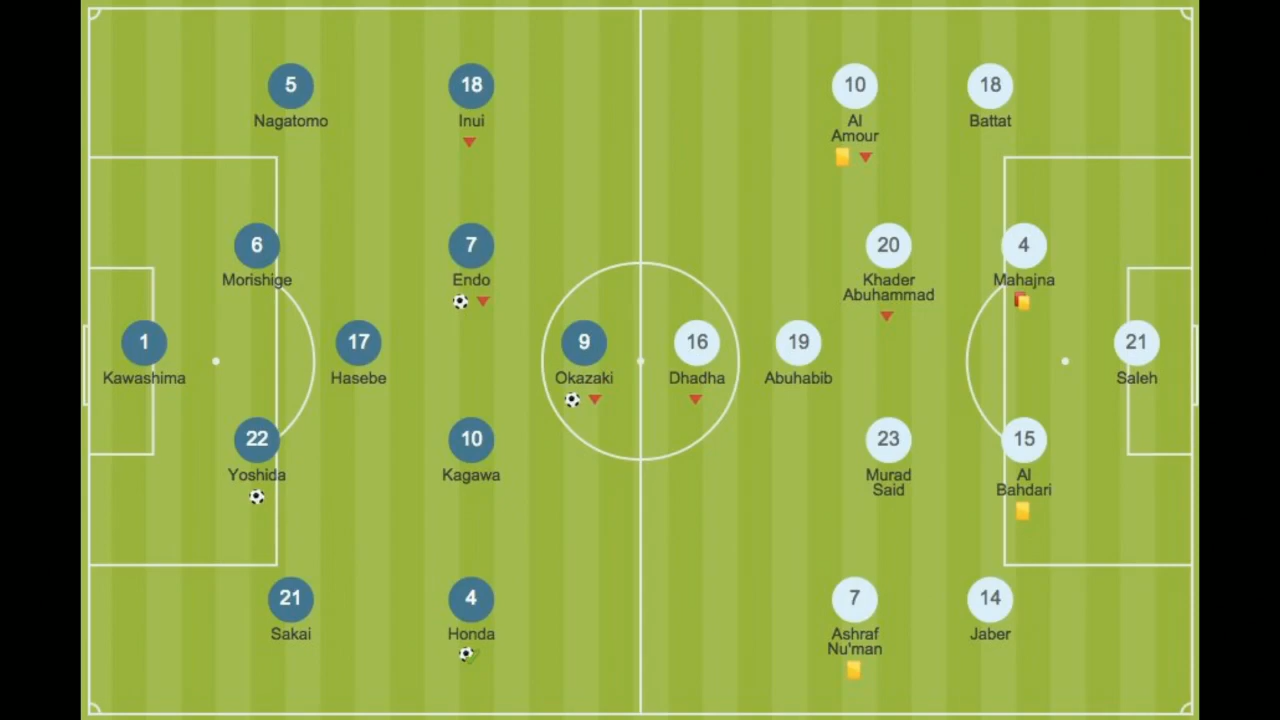 5
Nagatomo
18
Inui
10
Al
Amour
18
Battat
6
Morishige
7
Endo
20
Khader
Abuhammad
4
Mahajna
1
Kawashima
17
Hasebe
9
Okazaki
16
Dhadha
19
Abuhabib
21
Saleh
22
Yoshida
10
Kagawa
23
Murad
Said
15
Al
Bahdari
21
Sakai
4
Honda
7
Ashraf
Nu'man
14
Jaber